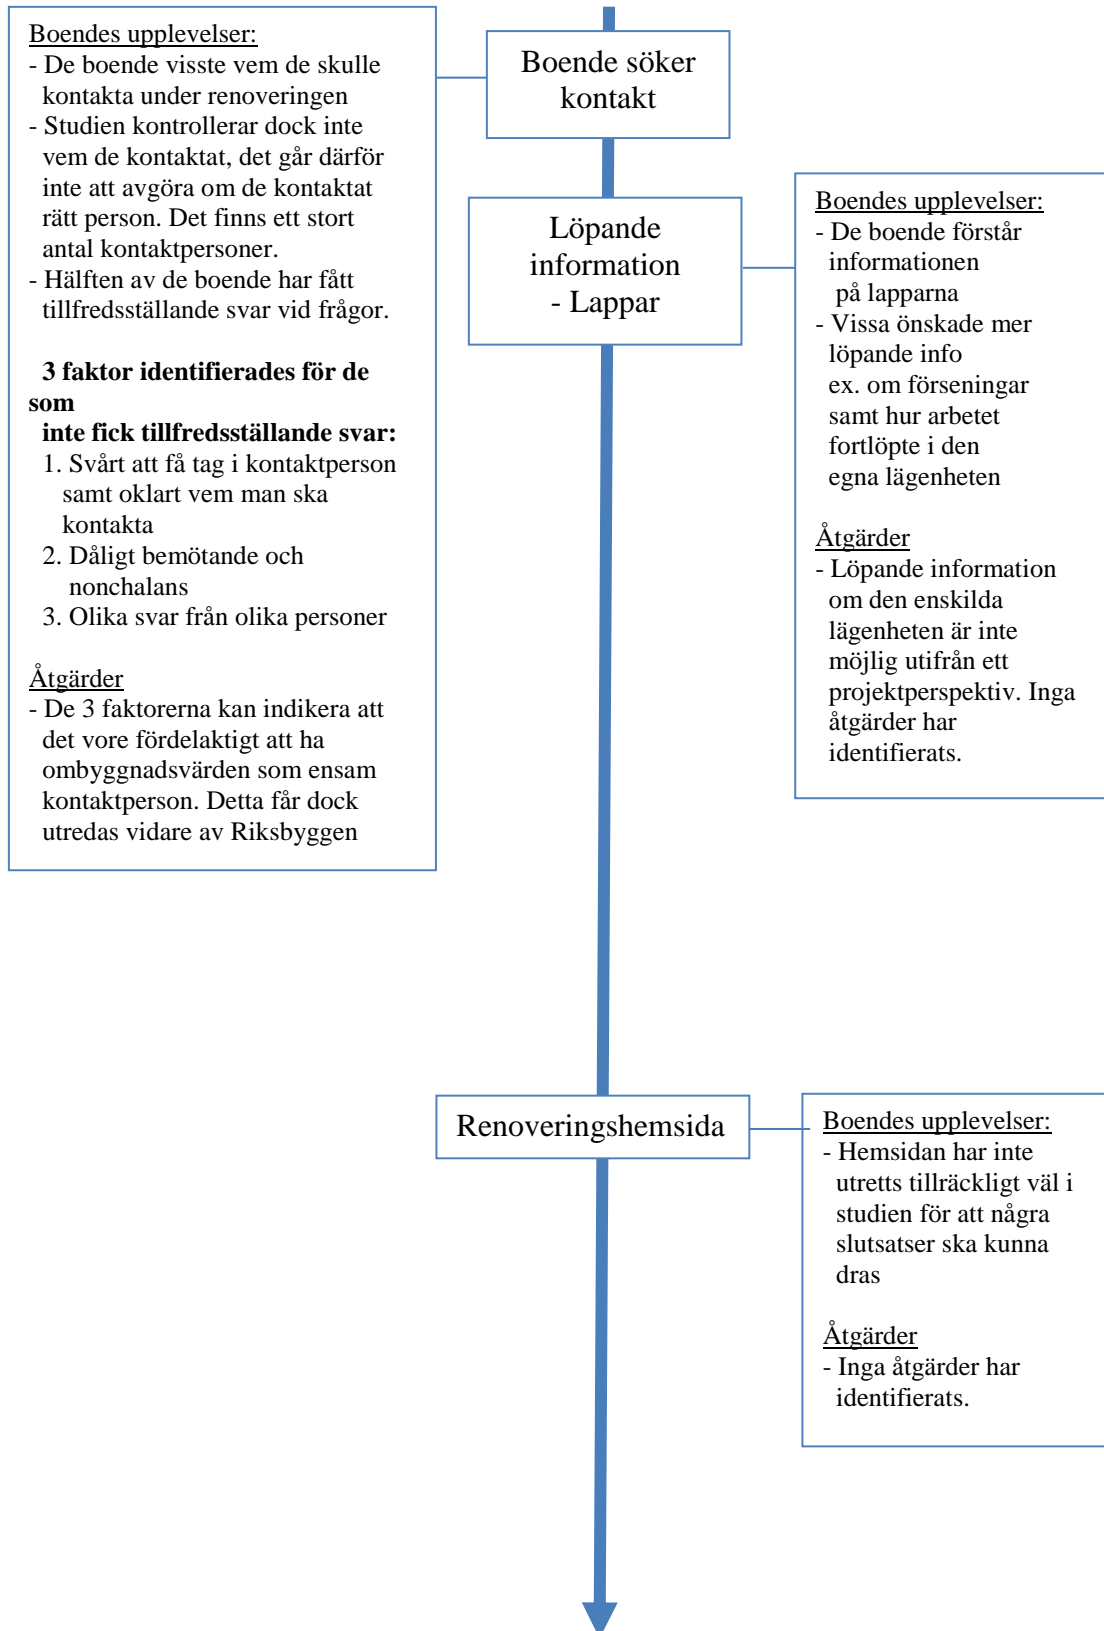 Boendes upplevelser:
- De boende visste vem de skulle
kontakta under renoveringen
- Studien kontrollerar dock inte
vem de kontaktat, det går därför
inte att avgöra om de kontaktat
rätt person. Det finns ett stort
antal kontaktpersoner.
- Hälften av de boende har fått
tillfredsställande svar vid frågor.
3 faktor identifierades för de
som
inte fick tillfredsställande svar:
1. Svårt att få tag i kontaktperson
samt oklart vem man ska
kontakta
2. Dåligt bemötande och
nonchalans
3. Olika svar från olika personer
Åtgärder
- De 3 faktorerna kan indikera att
det vore fördelaktigt att ha
ombyggnadsvärden som ensam
kontaktperson. Detta får dock
utredas vidare av Riksbyggen
Boende söker
kontakt
Löpande
information
- Lappar
Boendes upplevelser:
- De boende förstår
informationen
på lapparna
- Vissa önskade mer
löpande info
ex. om förseningar
samt hur arbetet
fortlöpte i den
egna lägenheten
Åtgärder
- Löpande information
om den enskilda
lägenheten är inte
möjlig utifrån ett
projektperspektiv. Inga
åtgärder har
identifierats.
Renoveringshemsida
Boendes upplevelser:
- Hemsidan har inte
utretts tillräckligt väl i
studien för att några
slutsatser ska kunna
dras
Åtgärder
- Inga åtgärder har
identifierats.